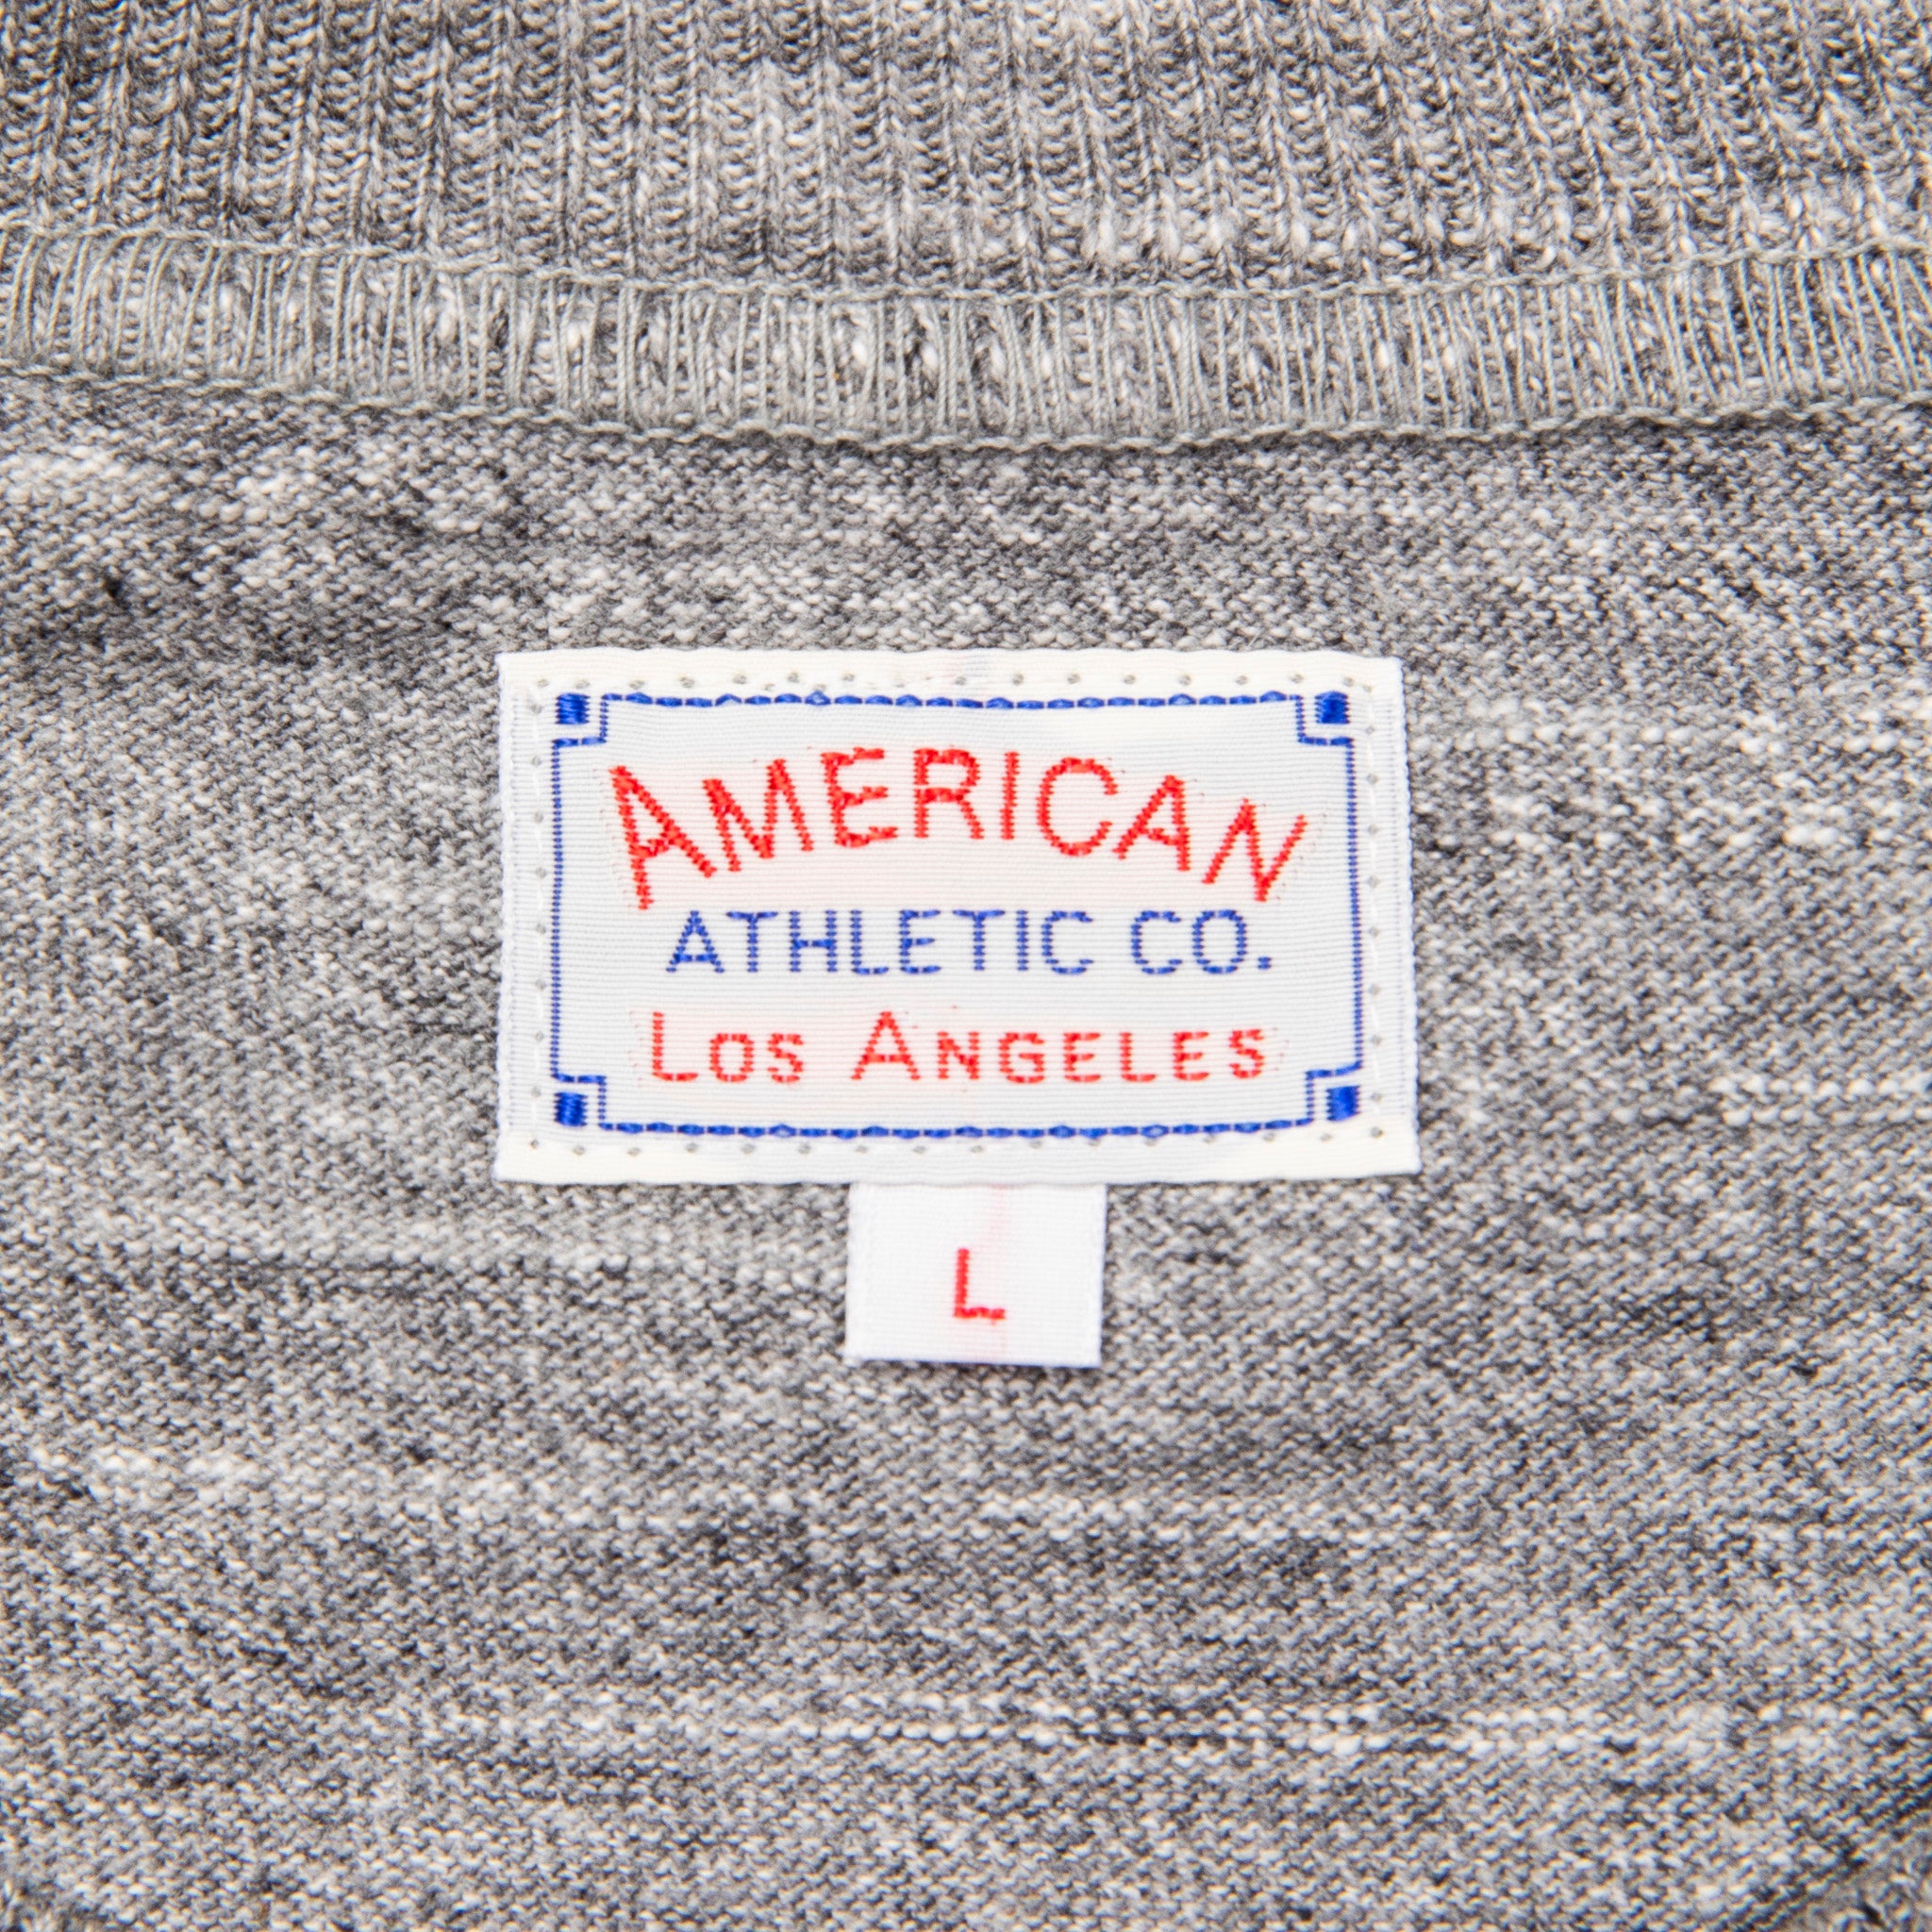 AMERICAN
ATHLETIC CO.
LOS ANGELES
L